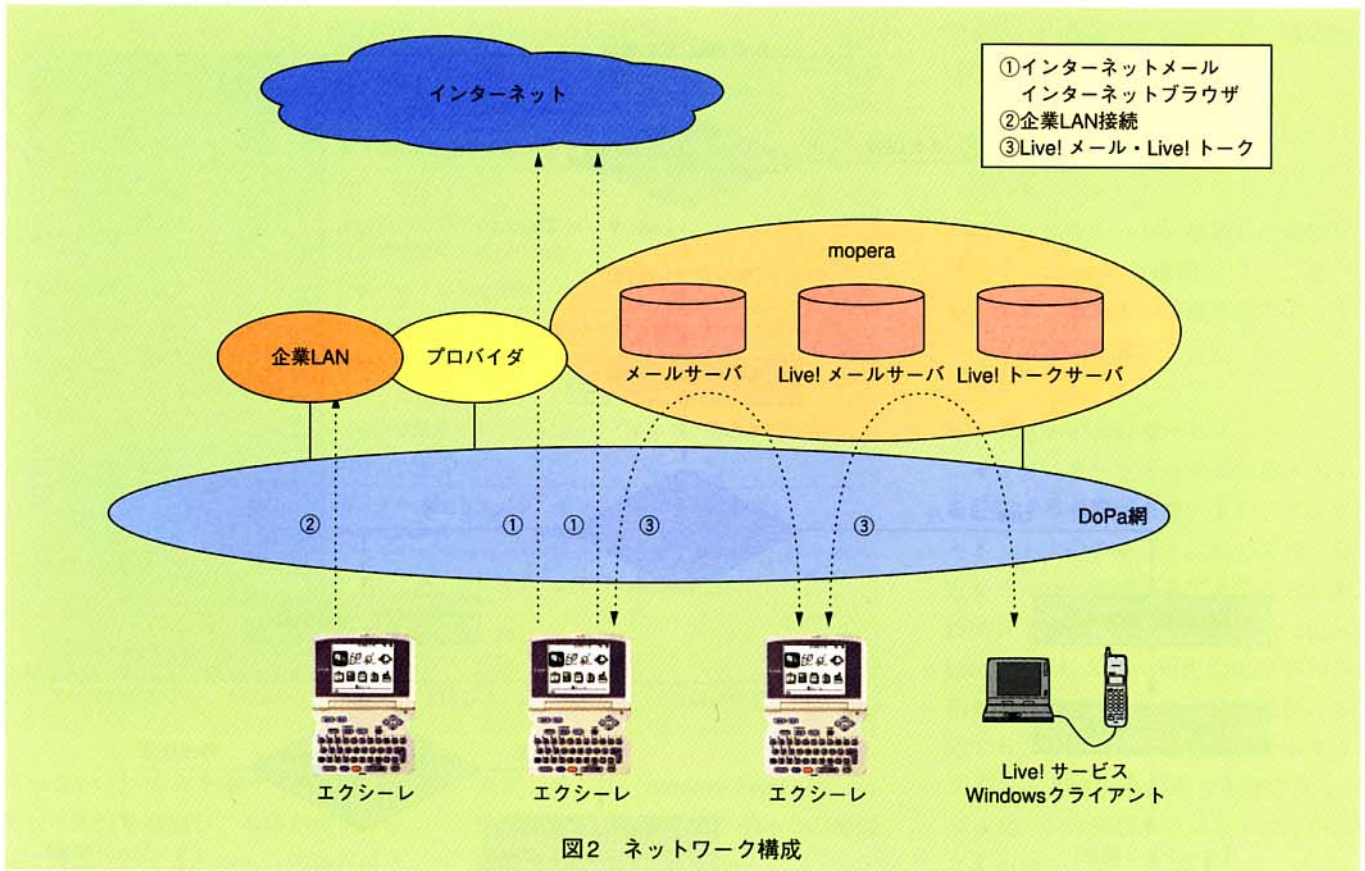 インターネット
①インターネットメール
インターネットブラウザ
②企業LAN接続
③Live! メール・Live! トーク
mopera
企業LAN
プロバイダ
メールサーバ
Live! メールサーバ
Live! トークサーバ
DoPa網
②
①
①
③
③
エクシーレ
エクシーレ
エクシーレ
Live! サービス
Windowsクライアント
図2 ネットワーク構成